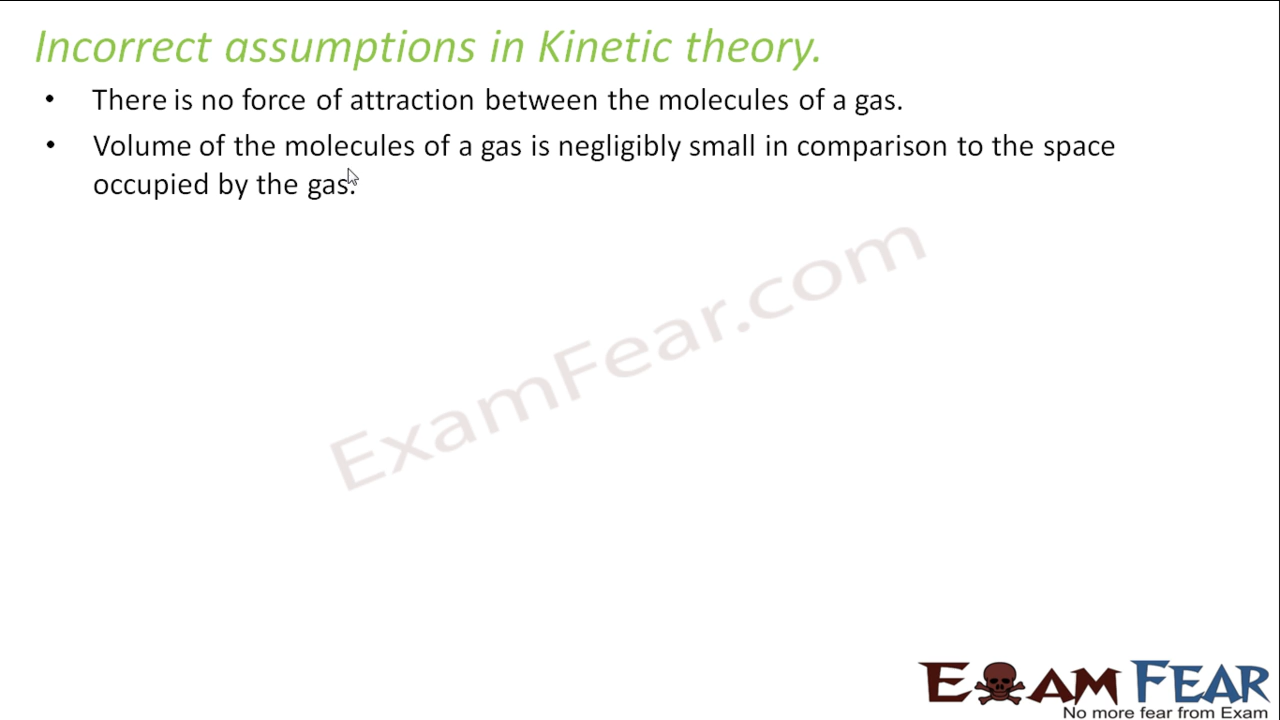 Incorrect assumptions in Kinetic theory.
• There is no force of attraction between the molecules of a gas.
• Volume of the molecules of a gas is negligibly small in comparison to the space
occupied by the gas.
ExamFear.com
EXAM FEAR
No more fear from Exam